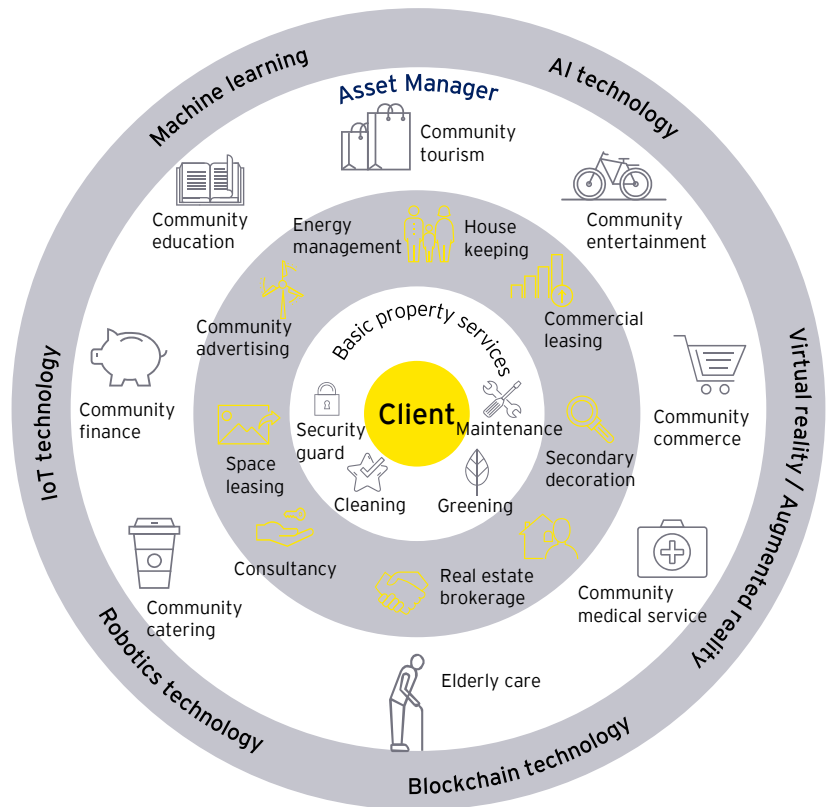 Machine learning
AI technology
Asset Manager
Community
tourism
Community
education
Community
entertainment
Energy
management
House
keeping
Community
advertising
Commercial
leasing
Basic property services
IoT technology
Virtual reality / Augmented reality
Community
finance
Community
commerce
Client
Security
guard
Maintenance
Space
leasing
Secondary
decoration
Cleaning
Greening
Consultancy
Real estate
brokerage
Community
catering
Community
medical service
Robotics technology
Elderly care
Blockchain technology